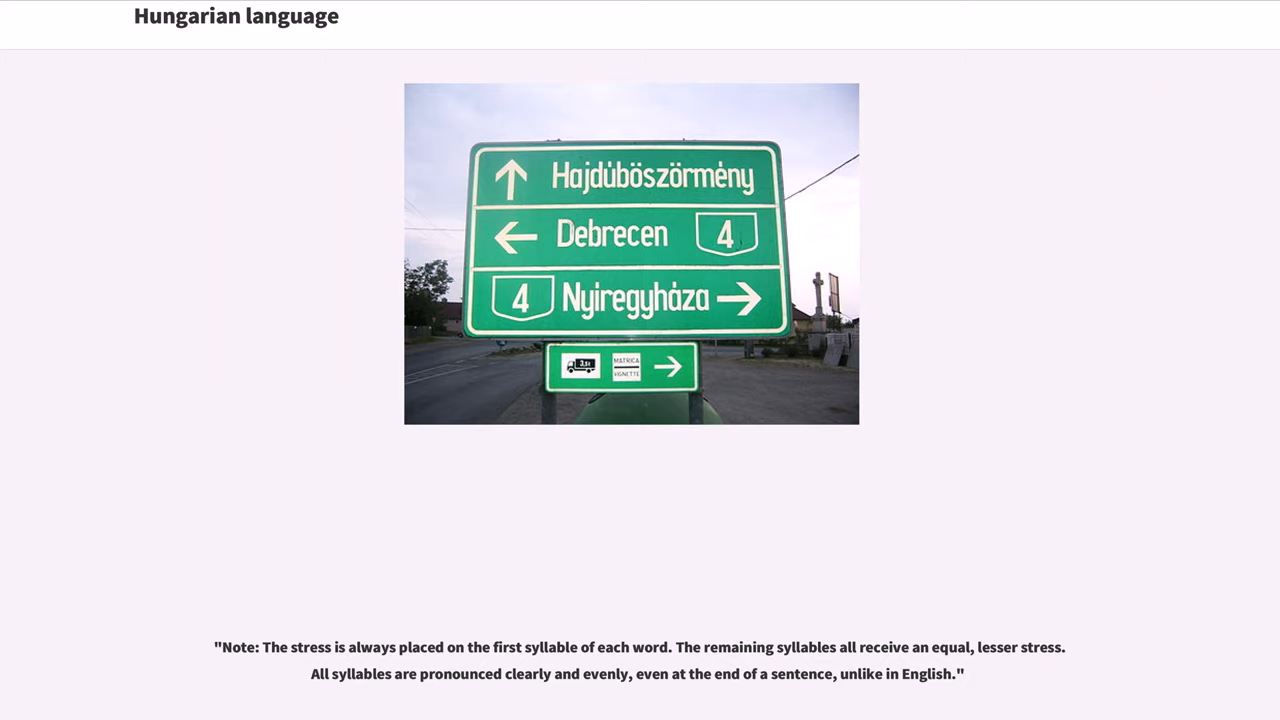 Hungarian language
Hajdúböszörmény
Debrecen 4
4 Nyíregyháza
3,5t MATRICA
VIGNETTE
"Note: The stress is always placed on the first syllable of each word. The remaining syllables all receive an equal, lesser stress.
All syllables are pronounced clearly and evenly, even at the end of a sentence, unlike in English."